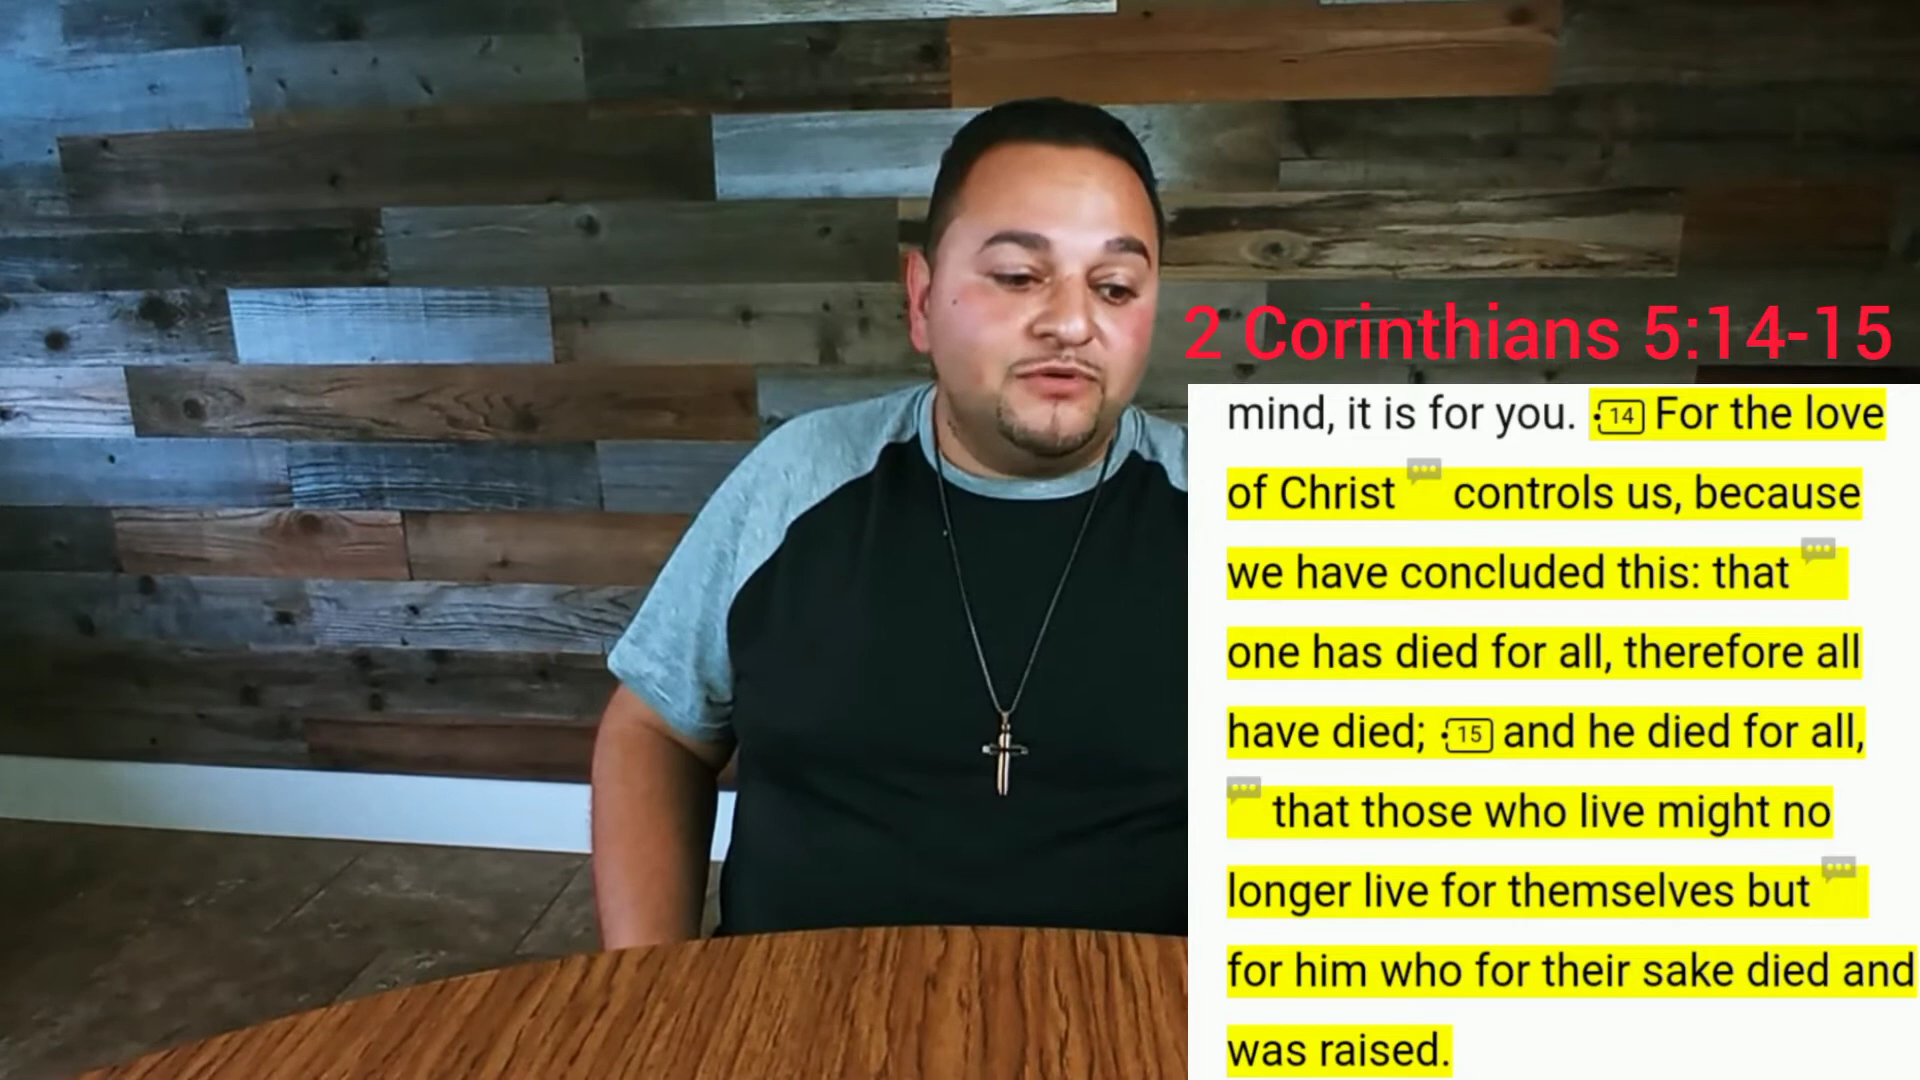 2 Corinthians 5:14-15
mind, it is for you. 14 For the love
of Christ controls us, because
we have concluded this: that
one has died for all, therefore all
have died; 15 and he died for all,
that those who live might no
longer live for themselves but
for him who for their sake died and
was raised.